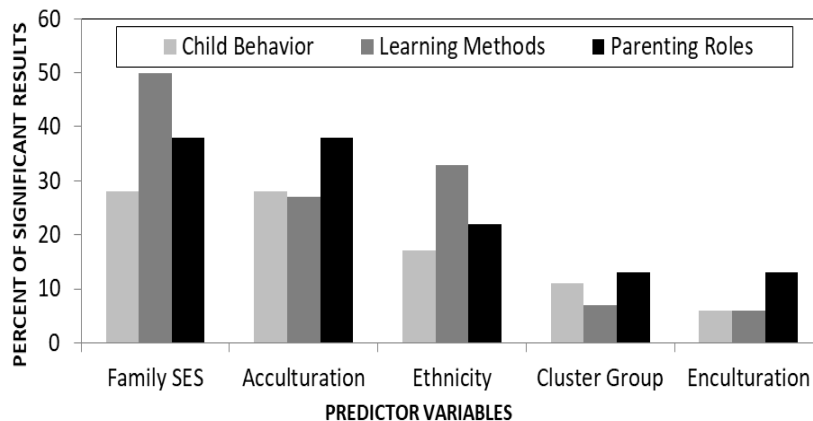 60
Child Behavior Learning Methods Parenting Roles
50
40
30
20
10
0
PERCENT OF SIGNIFICANT RESULTS
Family SES Acculturation Ethnicity Cluster Group Enculturation
PREDICTOR VARIABLES